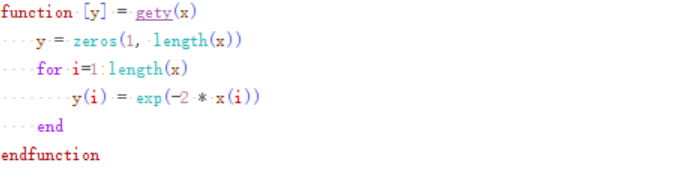 function [y] = gety(x)
    y = zeros(1, length(x))
    for i=1:length(x)
        y(i) = exp(-2 * x(i))
    end
endfunction